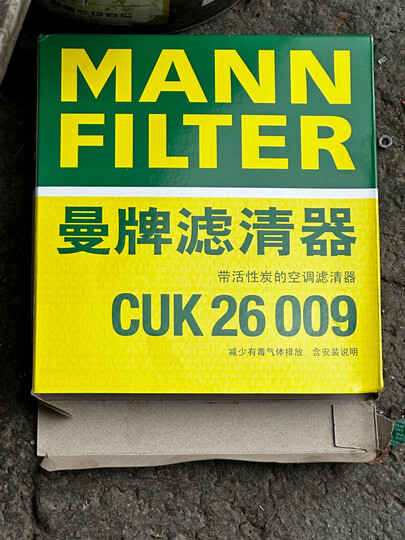 MANN
FILTER
曼牌滤清器
带活性炭的空调滤清器
CUK 26 009
减少有毒气体排放 含安装说明